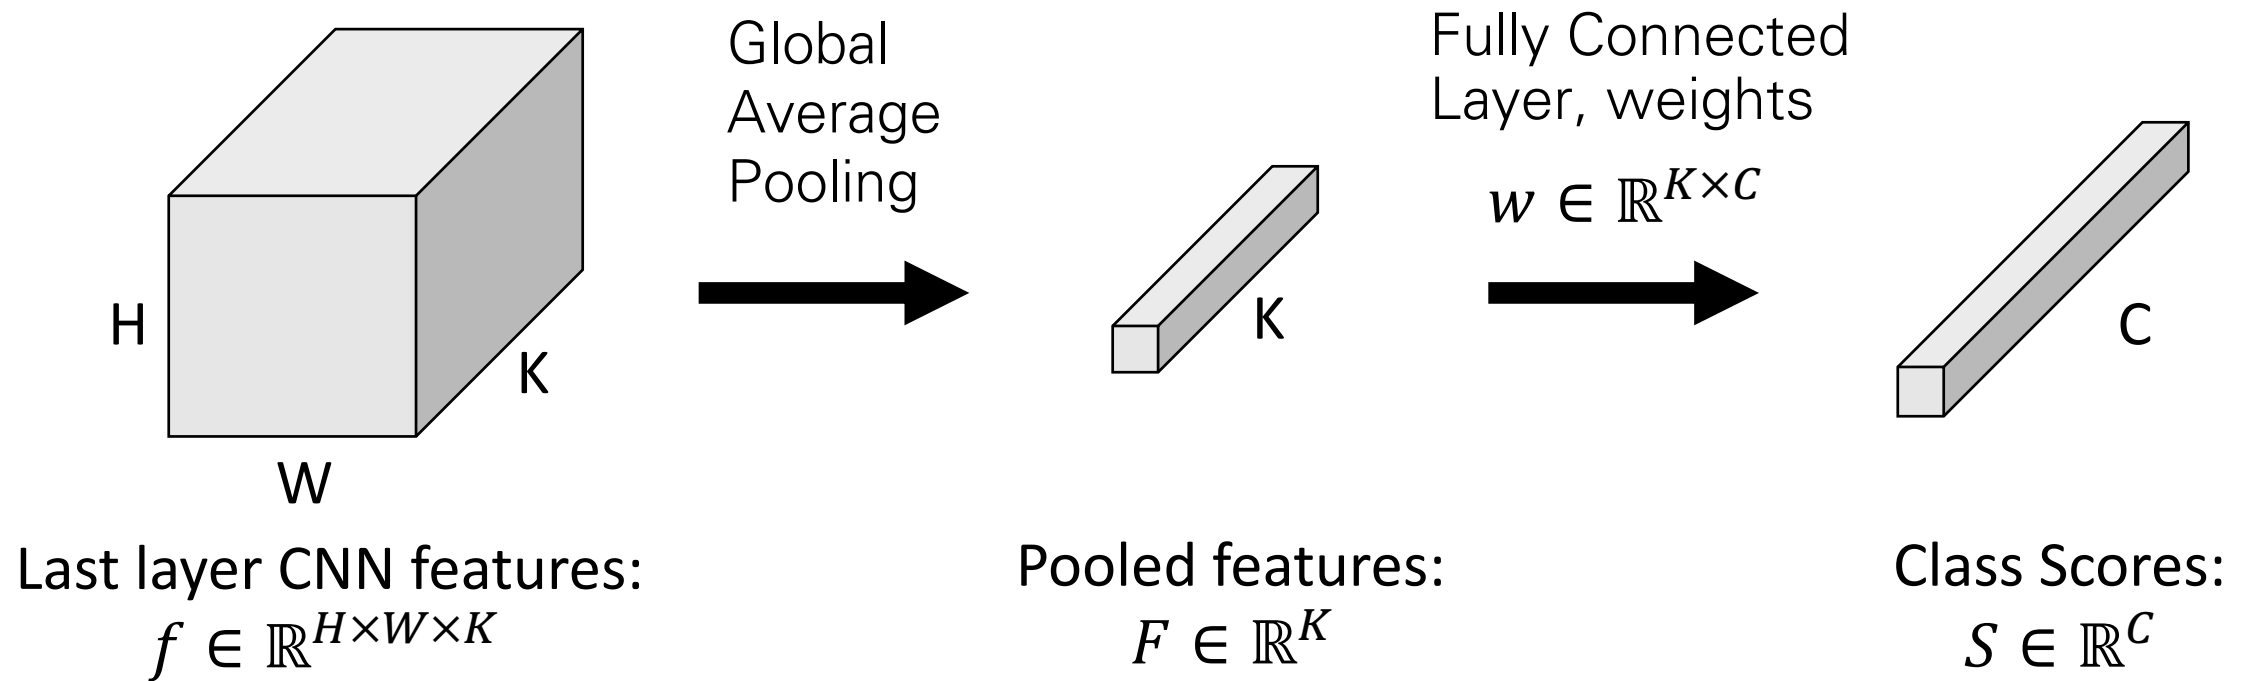 Global
Average
Pooling
Fully Connected
Layer, weights
w ∈ ℝ^{K×C}
H
K
W
K
C
Last layer CNN features:
f ∈ ℝ^{H×W×K}
Pooled features:
F ∈ ℝ^K
Class Scores:
S ∈ ℝ^C